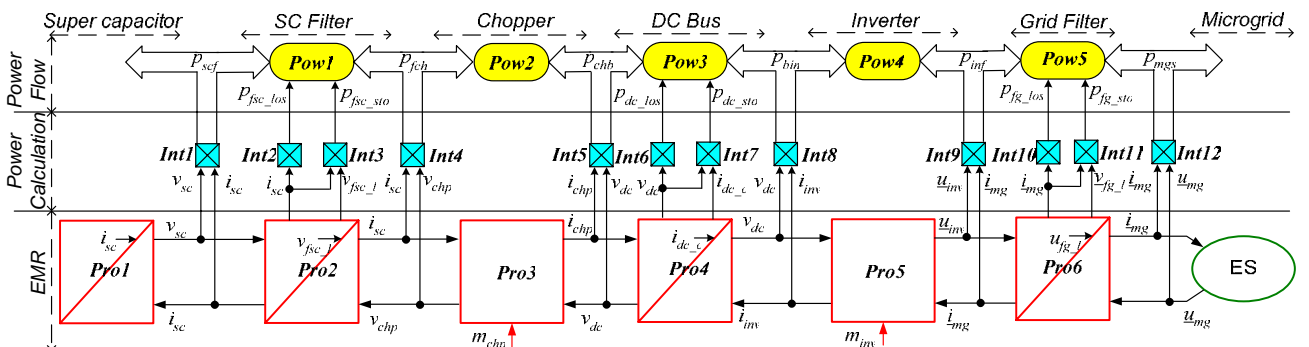 Super capacitor SC Filter Chopper DC Bus Inverter Grid Filter Microgrid
Power Flow
p_scf Pow1 p_fch Pow2 p_chb Pow3 p_bin Pow4 p_inf Pow5 p_mgs
p_fsc_los p_fsc_sto p_dc_los p_dc_sto p_fg_los p_fg_sto
Power Calculation
Int1 Int2 Int3 Int4 Int5 Int6 Int7 Int8 Int9 Int10 Int11 Int12
v_sc i_sc i_sc v_fsc_l i_sc v_chp i_chp v_dc v_dc i_dc_c v_dc i_inv u_inv i_mg i_mg v_fg_l i_mg u_mg
EMR
i_sc v_sc v_fsc_l i_sc i_chp i_dc_c v_dc u_inv u_fg_l i_mg
Pro1 Pro2 Pro3 Pro4 Pro5 Pro6 ES
i_sc v_chp v_dc i_inv i_mg u_mg
m_chp m_inv